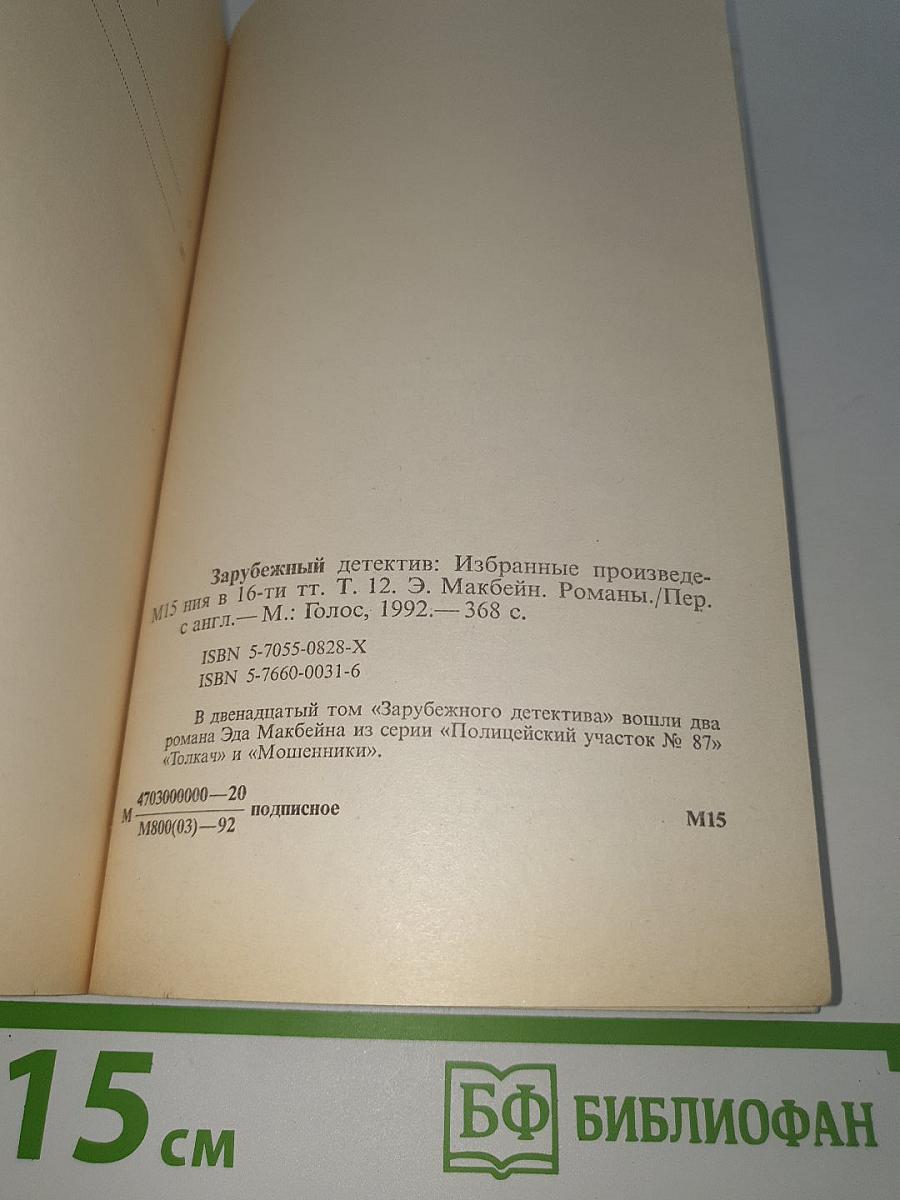 Зарубежный детектив: Избранные произведе-
М15 ния в 16-ти тт. Т. 12. Э. Макбейн. Романы./Пер.
с англ.— М.: Голос, 1992.— 368 с.
ISBN 5-7055-0828-X
ISBN 5-7660-0031-6
В двенадцатый том «Зарубежного детектива» вошли два
романа Эда Макбейна из серии «Полицейский участок № 87»
«Толкач» и «Мошенники».
М 4703000000—20
М800(03)—92 подписное
М15
15 см
БФ БИБЛИОФАН